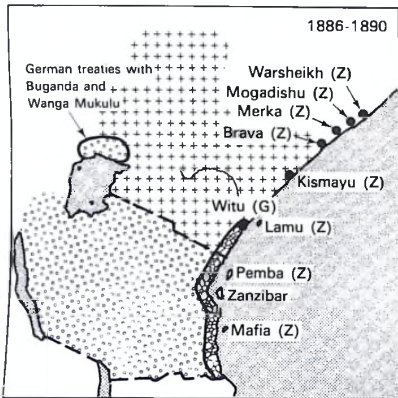 1886-1890
German treaties with
Buganda and
Wanga Mukulu
Warsheikh (Z)
Mogadishu (Z)
Merka (Z)
Brava (Z)
Kismayu (Z)
Witu (G)
Lamu (Z)
Pemba (Z)
Zanzibar
Mafia (Z)